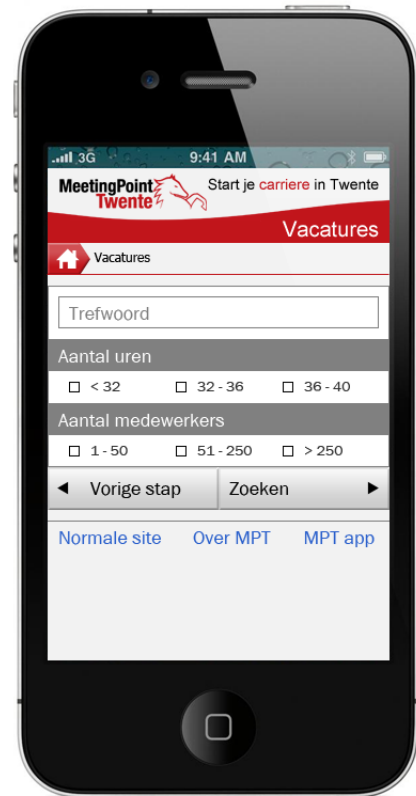 3G 9:41 AM
MeetingPoint Start je carriere in Twente
Twente
Vacatures
Vacatures
Trefwoord
Aantal uren
< 32 32 - 36 36 - 40
Aantal medewerkers
1 - 50 51 - 250 > 250
Vorige stap Zoeken
Normale site Over MPT MPT app